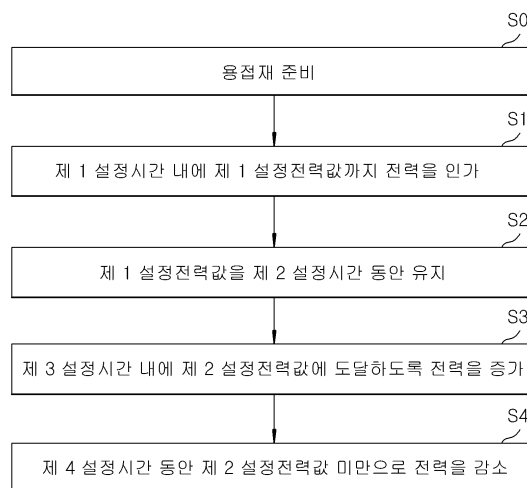 S0
용접재 준비
S1
제 1 설정시간 내에 제 1 설정전력값까지 전력을 인가
S2
제 1 설정전력값을 제 2 설정시간 동안 유지
S3
제 3 설정시간 내에 제 2 설정전력값에 도달하도록 전력을 증가
S4
제 4 설정시간 동안 제 2 설정전력값 미만으로 전력을 감소